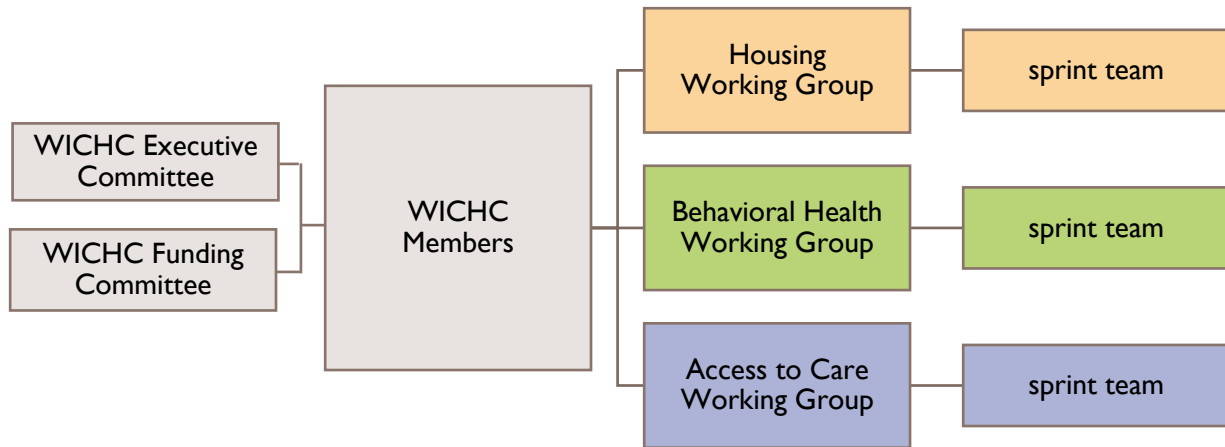 WICHC Executive
Committee
WICHC Funding
Committee
WICHC
Members
Housing
Working Group
sprint team
Behavioral Health
Working Group
sprint team
Access to Care
Working Group
sprint team